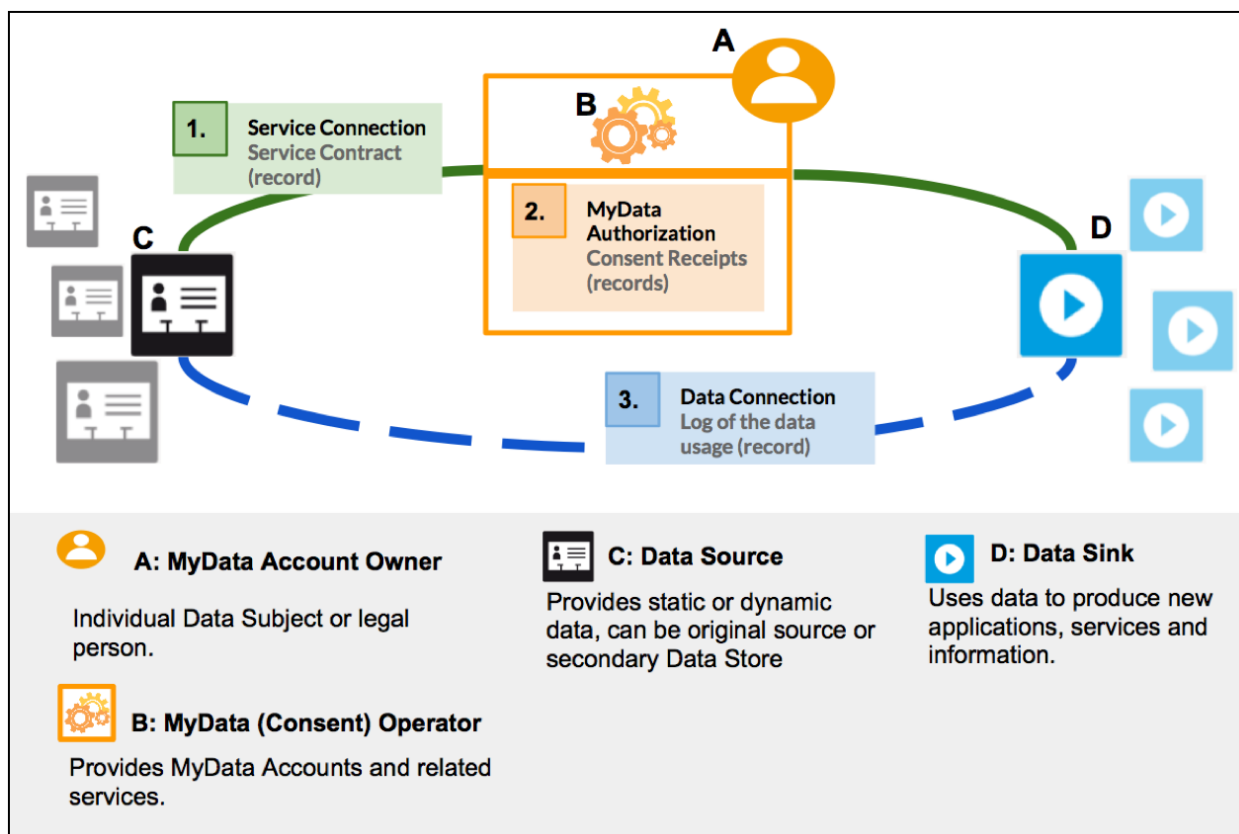 A
B
1.
Service Connection
Service Contract
(record)
2.
MyData
Authorization
Consent Receipts
(records)
C
D
3.
Data Connection
Log of the data
usage (record)
A: MyData Account Owner
Individual Data Subject or legal
person.
B: MyData (Consent) Operator
Provides MyData Accounts and related
services.
C: Data Source
Provides static or dynamic
data, can be original source or
secondary Data Store
D: Data Sink
Uses data to produce new
applications, services and
information.